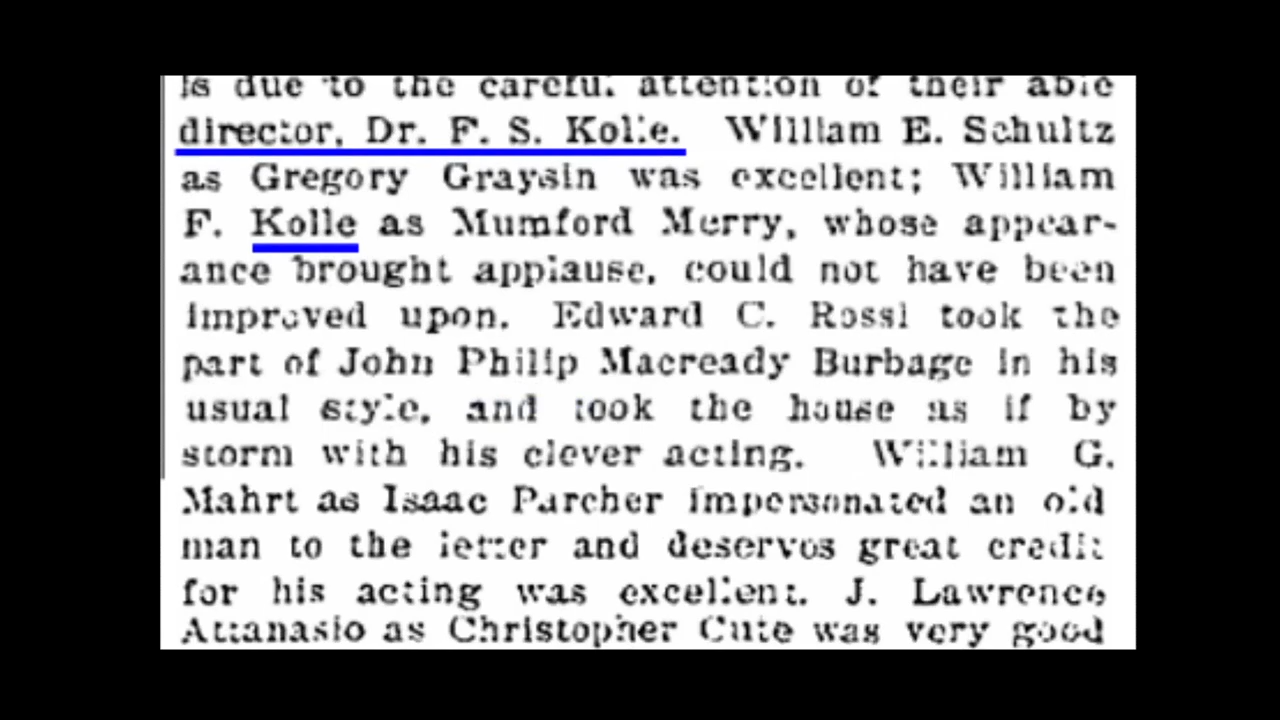 is due to the careful attention of their able
director, Dr. F. S. Kolle. William E. Schultz
as Gregory Graysin was excellent; William
F. Kolle as Mumford Merry, whose appear-
ance brought applause, could not have been
improved upon. Edward C. Rossi took the
part of John Philip Macready Burbage in his
usual style, and took the house as if by
storm with his clever acting. William G.
Mahrt as Isaac Parcher impersonated an old
man to the letter and deserves great credit
for his acting was excellent. J. Lawrence
Attanasio as Christopher Cute was very good